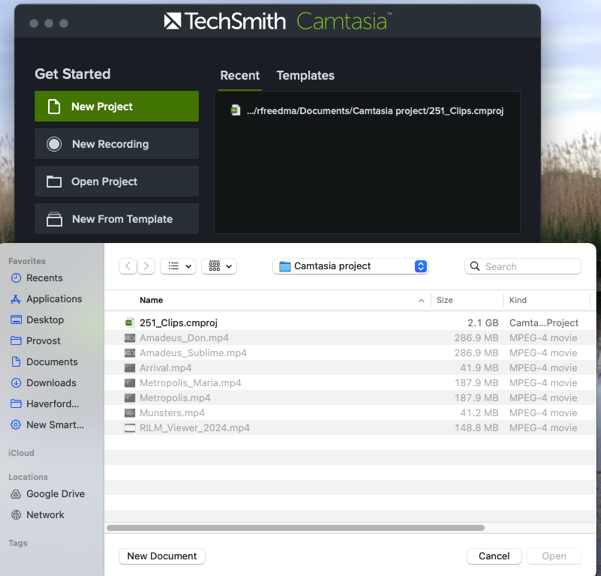 TechSmith Camtasia™
Get Started
Recent Templates
New Project
.../rfreedma/Documents/Camtasia project/251_Clips.cmproj
New Recording
Open Project
New From Template
Favorites
Recents
Applications
Desktop
Provost
Documents
Downloads
Haverford...
New Smart...
iCloud
Locations
Google Drive
Network
Tags
Camtasia project
Search
Name Size Kind
251_Clips.cmproj 2.1 GB Camta...Project
Amadeus_Don.mp4 286.9 MB MPEG-4 movie
Amadeus_Sublime.mp4 286.9 MB MPEG-4 movie
Arrival.mp4 41.9 MB MPEG-4 movie
Metropolis_Maria.mp4 187.9 MB MPEG-4 movie
Metropolis.mp4 187.9 MB MPEG-4 movie
Munsters.mp4 41.2 MB MPEG-4 movie
RILM_Viewer_2024.mp4 148.8 MB MPEG-4 movie
New Document Cancel Open